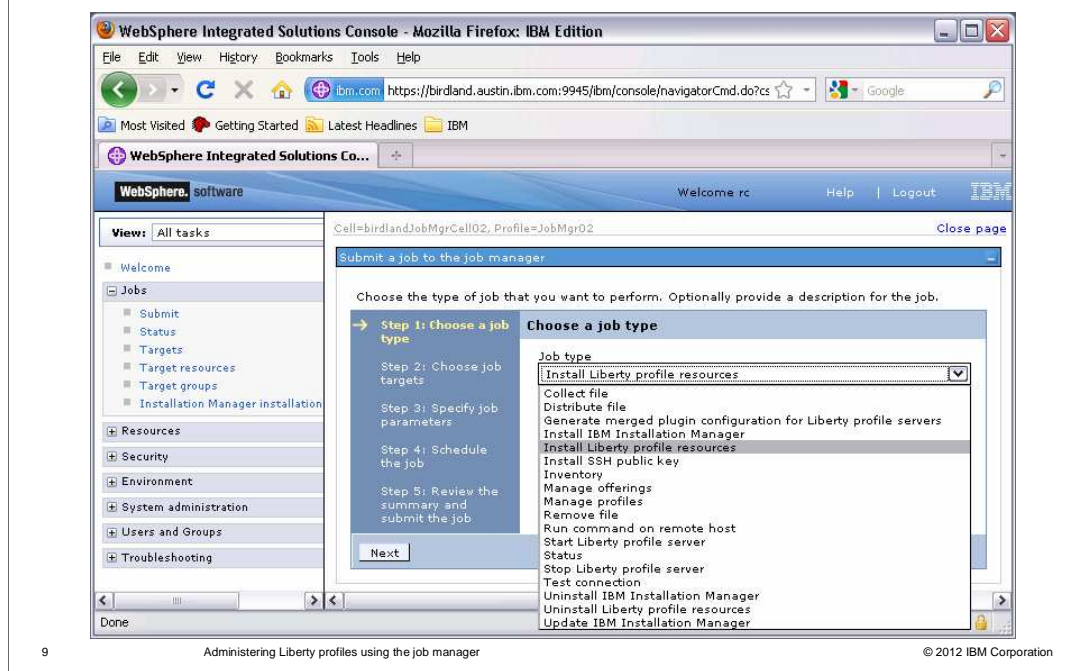 WebSphere Integrated Solutions Console - Mozilla Firefox: IBM Edition
File Edit View History Bookmarks Tools Help
ibm.com https://birdland.austin.ibm.com:9945/ibm/console/navigatorCmd.do?cs
Google
Most Visited Getting Started Latest Headlines IBM
WebSphere Integrated Solutions Co...
WebSphere. software Welcome rc Help | Logout IBM
View: All tasks
Welcome
Jobs
Submit
Status
Targets
Target resources
Target groups
Installation Manager installation
Resources
Security
Environment
System administration
Users and Groups
Troubleshooting
Cell=birdlandJobMgrCell02, Profile=JobMgr02 Close page
Submit a job to the job manager
Choose the type of job that you want to perform. Optionally provide a description for the job.
Step 1: Choose a job
type
Step 2: Choose job
targets
Step 3: Specify job
parameters
Step 4: Schedule
the job
Step 5: Review the
summary and
submit the job
Choose a job type
Job type
Install Liberty profile resources
Collect file
Distribute file
Generate merged plugin configuration for Liberty profile servers
Install IBM Installation Manager
Install Liberty profile resources
Install SSH public key
Inventory
Manage offerings
Manage profiles
Remove file
Run command on remote host
Start Liberty profile server
Status
Stop Liberty profile server
Test connection
Uninstall IBM Installation Manager
Uninstall Liberty profile resources
Update IBM Installation Manager
Next
Done
9 Administering Liberty profiles using the job manager © 2012 IBM Corporation